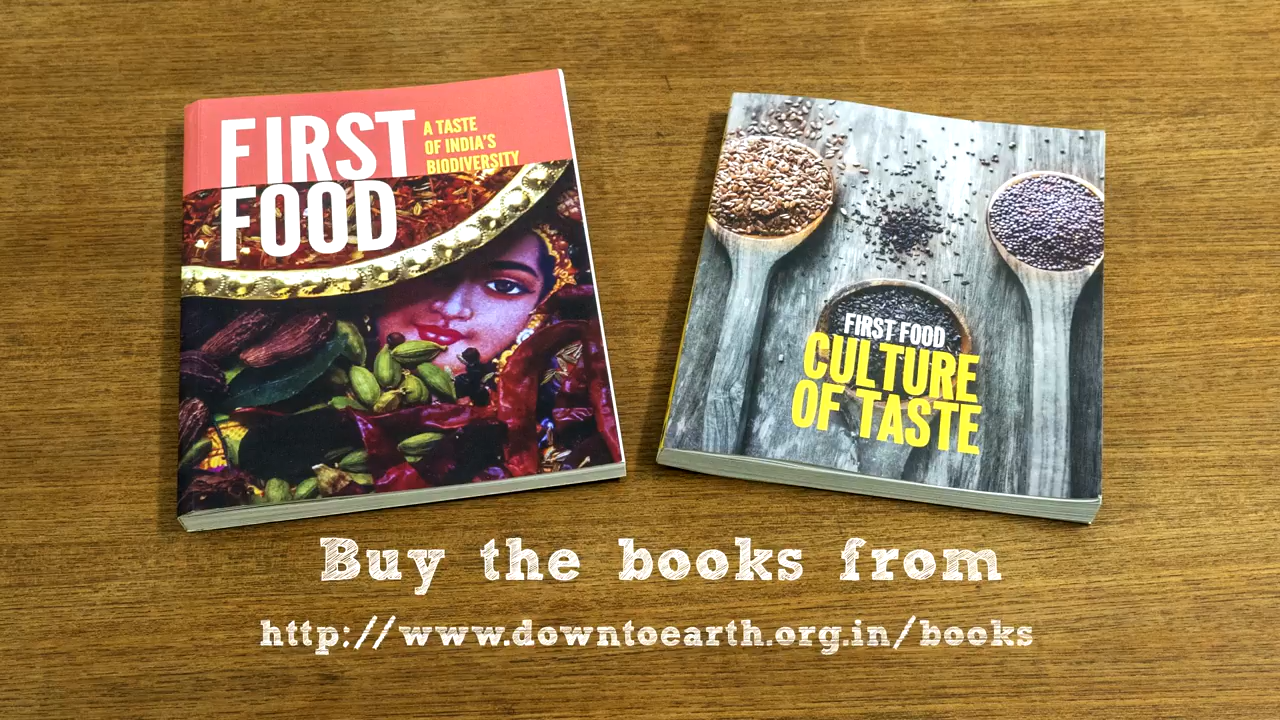 FIRST
FOOD
A TASTE
OF INDIA'S
BIODIVERSITY
FIRST FOOD
CULTURE
OF TASTE
Buy the books from
http://www.downtoearth.org.in/books